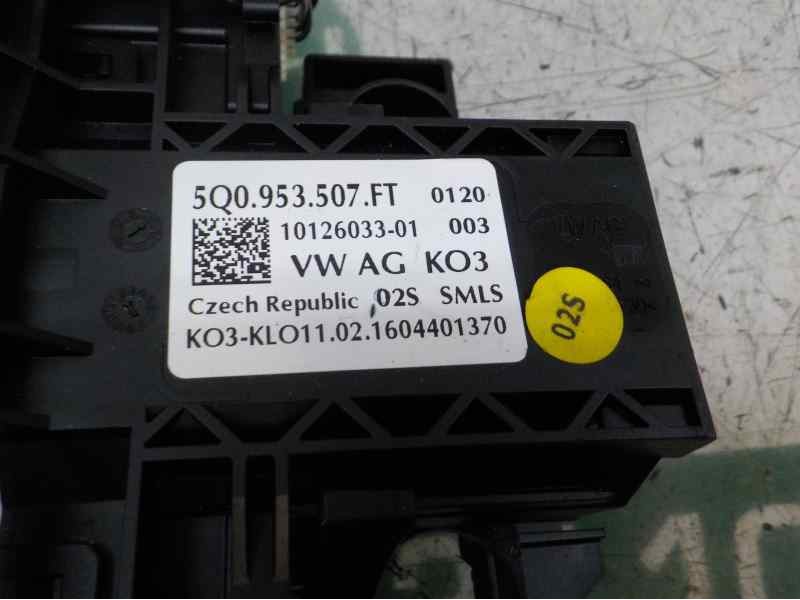 5Q0.953.507.FT 0120
10126033-01 003
VW AG KO3
Czech Republic 02S SMLS
KO3-KLO11.02.1604401370
02S